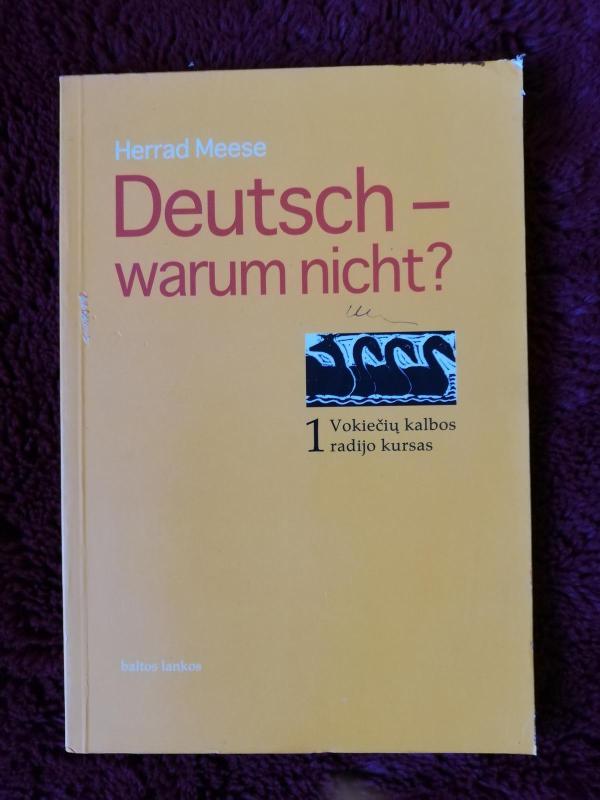 Herrad Meese
Deutsch –
warum nicht?
1 Vokiečių kalbos
radijo kursas
baltos lankos